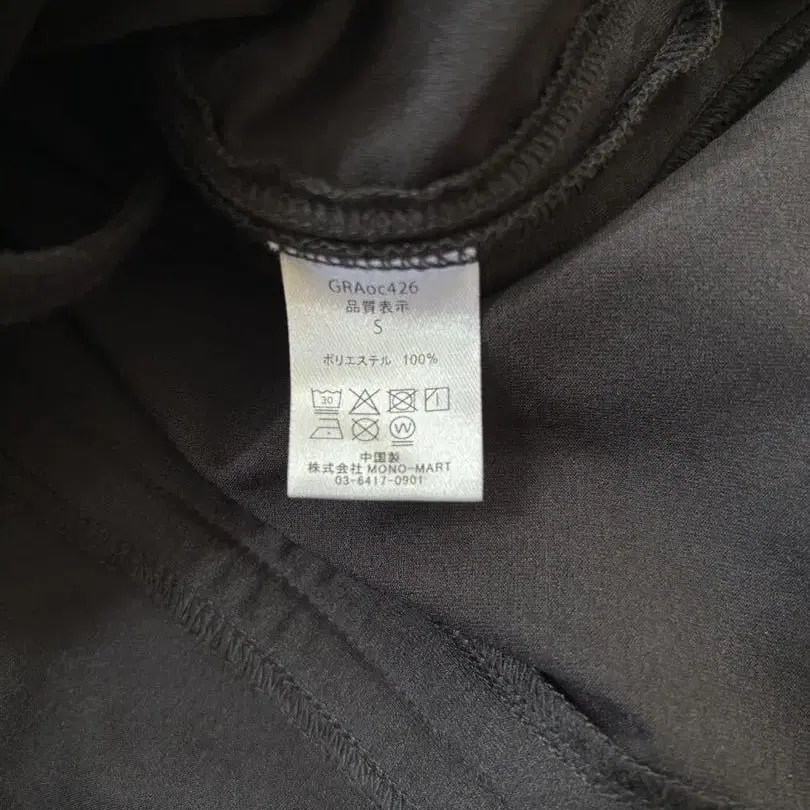 GRAoc426
品質表示
S
ポリエステル 100%
30
W
中国製
株式会社 MONO-MART
03-6417-0901